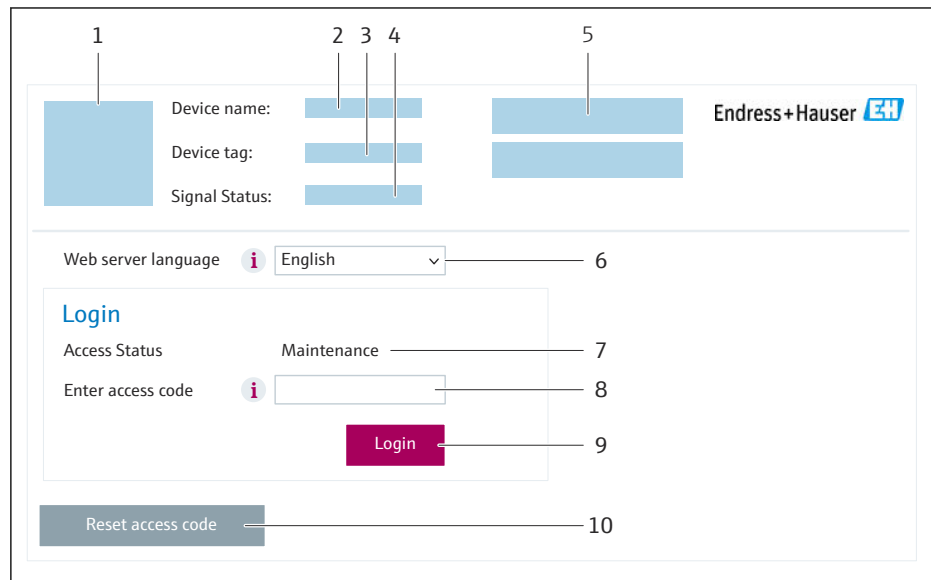 1 2 3 4 5
Device name:
Endress+Hauser EH
Device tag:
Signal Status:
Web server language i English 6
Login
Access Status Maintenance 7
Enter access code i 8
Login 9
Reset access code 10